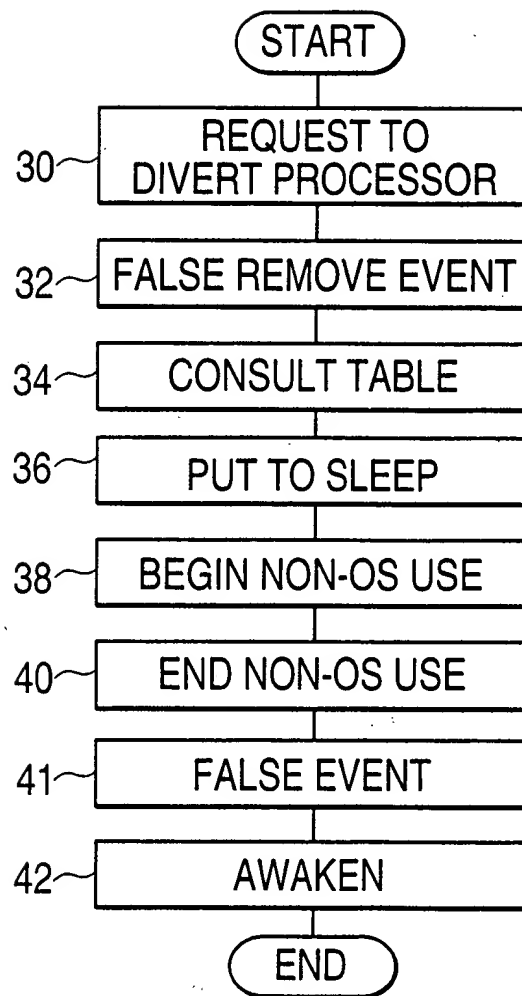 START
30
REQUEST TO
DIVERT PROCESSOR
32
FALSE REMOVE EVENT
34
CONSULT TABLE
36
PUT TO SLEEP
38
BEGIN NON-OS USE
40
END NON-OS USE
41
FALSE EVENT
42
AWAKEN
END